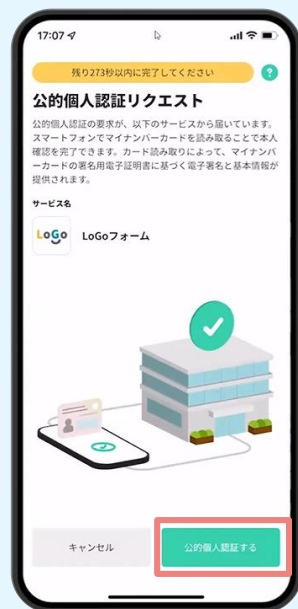 17:07
残り273秒以内に完了してください
?
公的個人認証リクエスト
公的個人認証の要求が、以下のサービスから届いています。
スマートフォンでマイナンバーカードを読み取ることで本人
確認を完了できます。カード読み取りによって、マイナンバ
ーカードの署名用電子証明書に基づく電子署名と基本情報が
提供されます。
サービス名
LoGo
LoGoフォーム
キャンセル
公的個人認証する